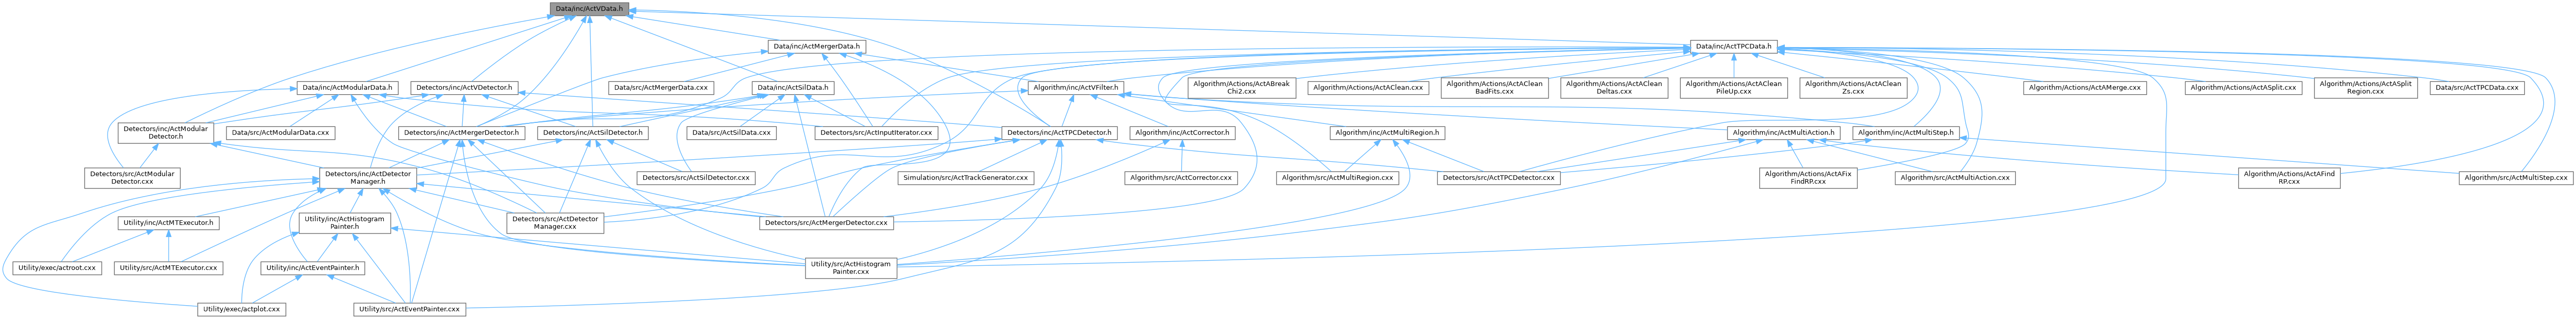 Data/inc/ActVData.h
Data/inc/ActMergerData.h
Data/inc/ActTPCData.h
Data/inc/ActModularData.h
Detectors/inc/ActVDetector.h
Data/src/ActMergerData.cxx
Data/inc/ActSilData.h
Algorithm/inc/ActVFilter.h
Algorithm/Actions/ActABreak
Chi2.cxx
Algorithm/Actions/ActAClean.cxx
Algorithm/Actions/ActAClean
BadFits.cxx
Algorithm/Actions/ActAClean
Deltas.cxx
Algorithm/Actions/ActAClean
PileUp.cxx
Algorithm/Actions/ActAClean
Zs.cxx
Algorithm/Actions/ActAMerge.cxx
Algorithm/Actions/ActASplit.cxx
Algorithm/Actions/ActASplit
Region.cxx
Data/src/ActTPCData.cxx
Detectors/inc/ActModular
Detector.h
Data/src/ActModularData.cxx
Detectors/inc/ActMergerDetector.h
Detectors/inc/ActSilDetector.h
Data/src/ActSilData.cxx
Detectors/src/ActInputIterator.cxx
Detectors/inc/ActTPCDetector.h
Algorithm/inc/ActCorrector.h
Algorithm/inc/ActMultiRegion.h
Algorithm/inc/ActMultiAction.h
Algorithm/inc/ActMultiStep.h
Detectors/src/ActModular
Detector.cxx
Detectors/inc/ActDetector
Manager.h
Detectors/src/ActSilDetector.cxx
Simulation/src/ActTrackGenerator.cxx
Algorithm/src/ActCorrector.cxx
Algorithm/src/ActMultiRegion.cxx
Detectors/src/ActTPCDetector.cxx
Algorithm/Actions/ActAFix
FindRP.cxx
Algorithm/src/ActMultiAction.cxx
Algorithm/Actions/ActAFind
RP.cxx
Algorithm/src/ActMultiStep.cxx
Utility/inc/ActMTExecutor.h
Utility/inc/ActHistogram
Painter.h
Detectors/src/ActDetector
Manager.cxx
Detectors/src/ActMergerDetector.cxx
Utility/exec/actroot.cxx
Utility/src/ActMTExecutor.cxx
Utility/inc/ActEventPainter.h
Utility/src/ActHistogram
Painter.cxx
Utility/exec/actplot.cxx
Utility/src/ActEventPainter.cxx